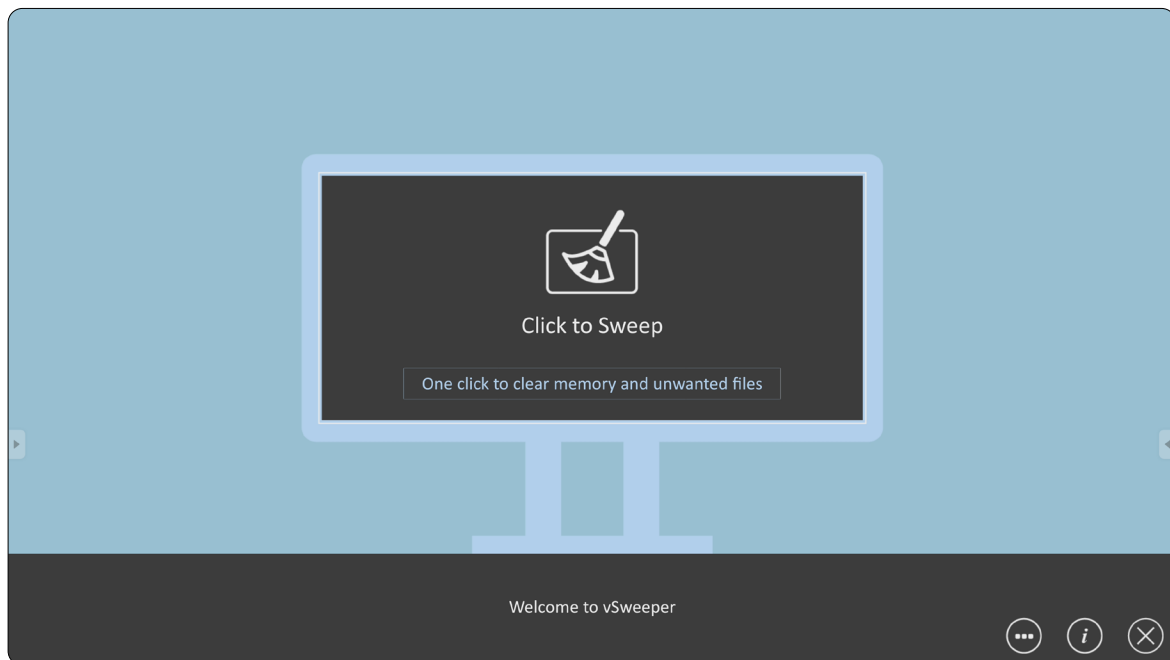 Click to Sweep
One click to clear memory and unwanted files
Welcome to vSweeper
i